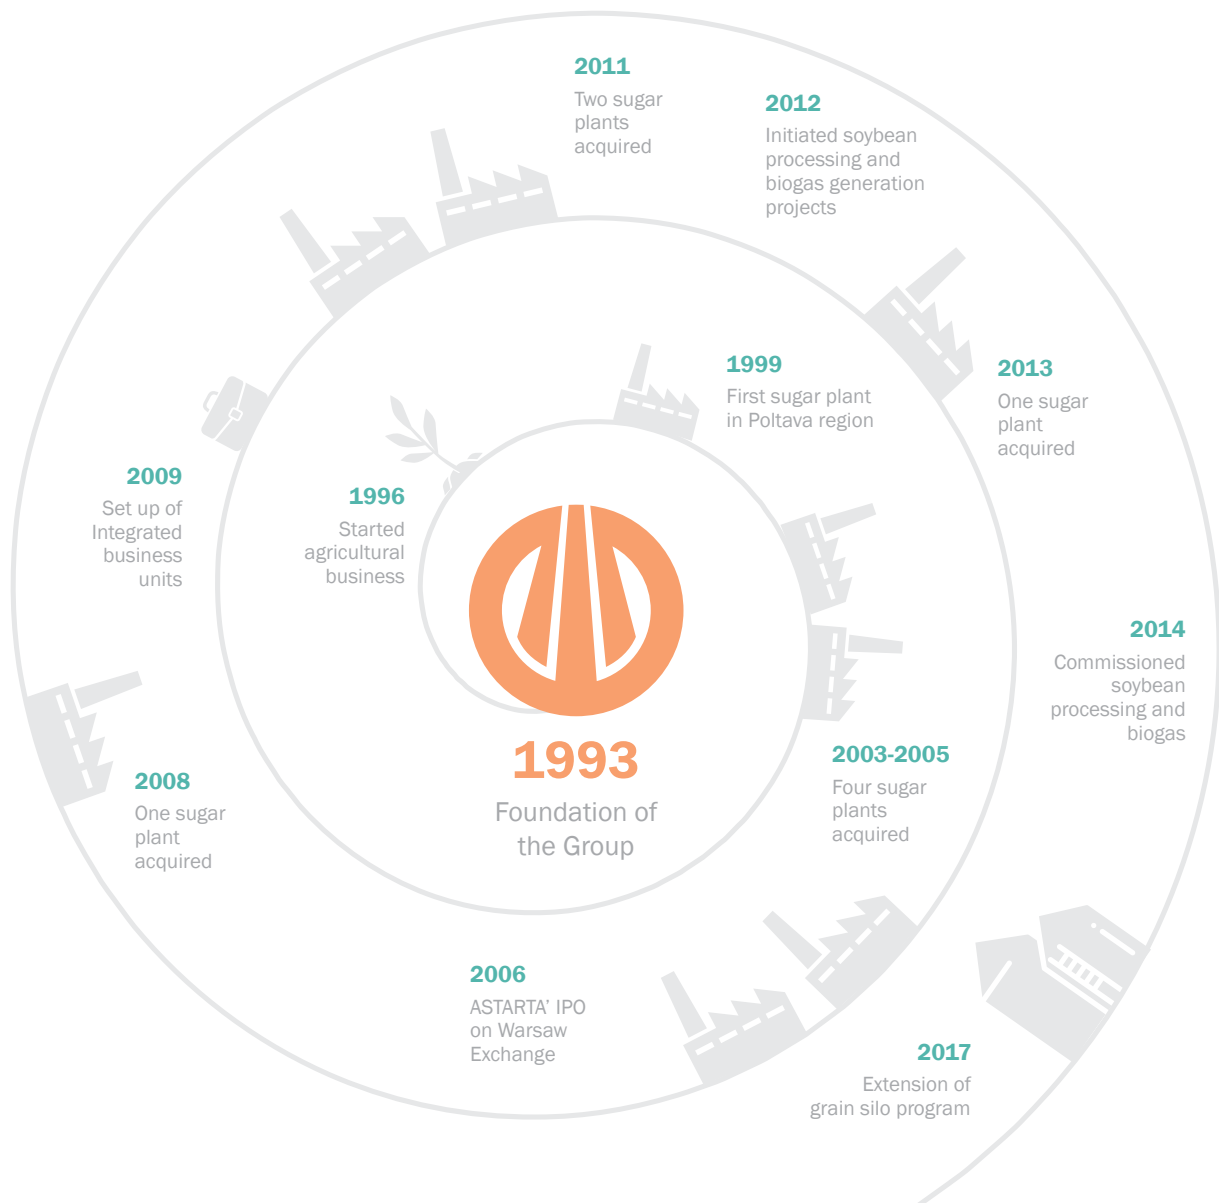 1993
Foundation of
the Group
1996
Started
agricultural
business
1999
First sugar plant
in Poltava region
2003-2005
Four sugar
plants
acquired
2006
ASTARTA’ IPO
on Warsaw
Exchange
2008
One sugar
plant
acquired
2009
Set up of
Integrated
business
units
2011
Two sugar
plants
acquired
2012
Initiated soybean
processing and
biogas generation
projects
2013
One sugar
plant
acquired
2014
Commissioned
soybean
processing and
biogas
2017
Extension of
grain silo program